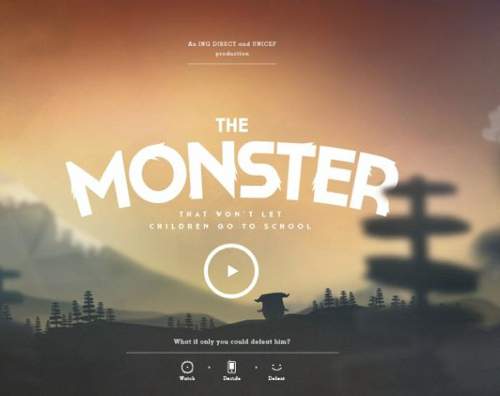 An ING DIRECT and UNICEF
production
THE
MONSTER
THAT WON'T LET
CHILDREN GO TO SCHOOL
What if only you could defeat him?
Watch
Decide
Defeat